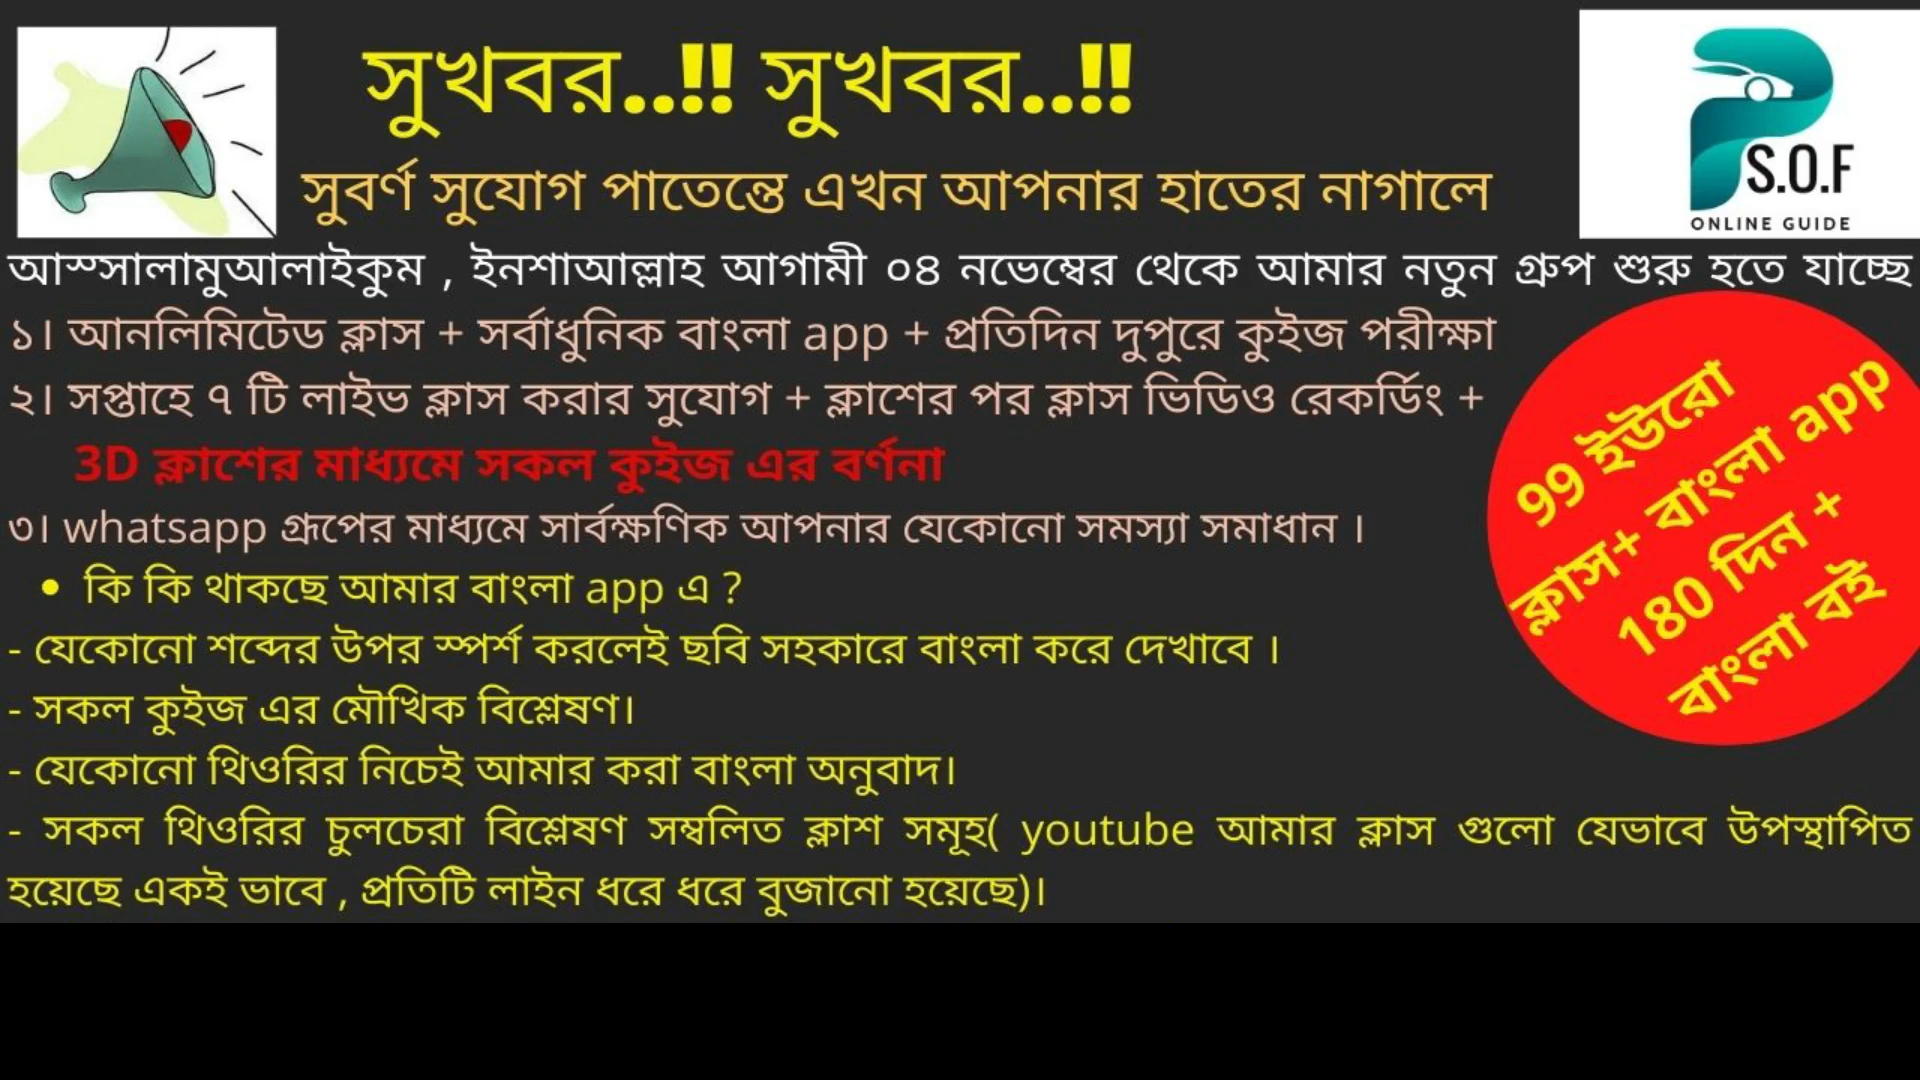 সুখবর..!! সুখবর..!!
S.O.F
ONLINE GUIDE
সুবর্ণ সুযোগ পাতেন্তে এখন আপনার হাতের নাগালে
আস্সালামুআলাইকুম , ইনশাআল্লাহ আগামী ০৪ নভেম্বের থেকে আমার নতুন গ্রুপ শুরু হতে যাচ্ছে
১। আনলিমিটেড ক্লাস + সর্বাধুনিক বাংলা app + প্রতিদিন দুপুরে কুইজ পরীক্ষা
২। সপ্তাহে ৭ টি লাইভ ক্লাস করার সুযোগ + ক্লাশের পর ক্লাস ভিডিও রেকর্ডিং +
3D ক্লাশের মাধ্যমে সকল কুইজ এর বর্ণনা
৩। whatsapp গ্রূপের মাধ্যমে সার্বক্ষণিক আপনার যেকোনো সমস্যা সমাধান ।
99 ইউরো
ক্লাস+ বাংলা app
180 দিন +
বাংলা বই
• কি কি থাকছে আমার বাংলা app এ ?
- যেকোনো শব্দের উপর স্পর্শ করলেই ছবি সহকারে বাংলা করে দেখাবে ।
- সকল কুইজ এর মৌখিক বিশ্লেষণ।
- যেকোনো থিওরির নিচেই আমার করা বাংলা অনুবাদ।
- সকল থিওরির চুলচেরা বিশ্লেষণ সম্বলিত ক্লাশ সমূহ( youtube আমার ক্লাস গুলো যেভাবে উপস্থাপিত
হয়েছে একই ভাবে , প্রতিটি লাইন ধরে ধরে বুজানো হয়েছে)।